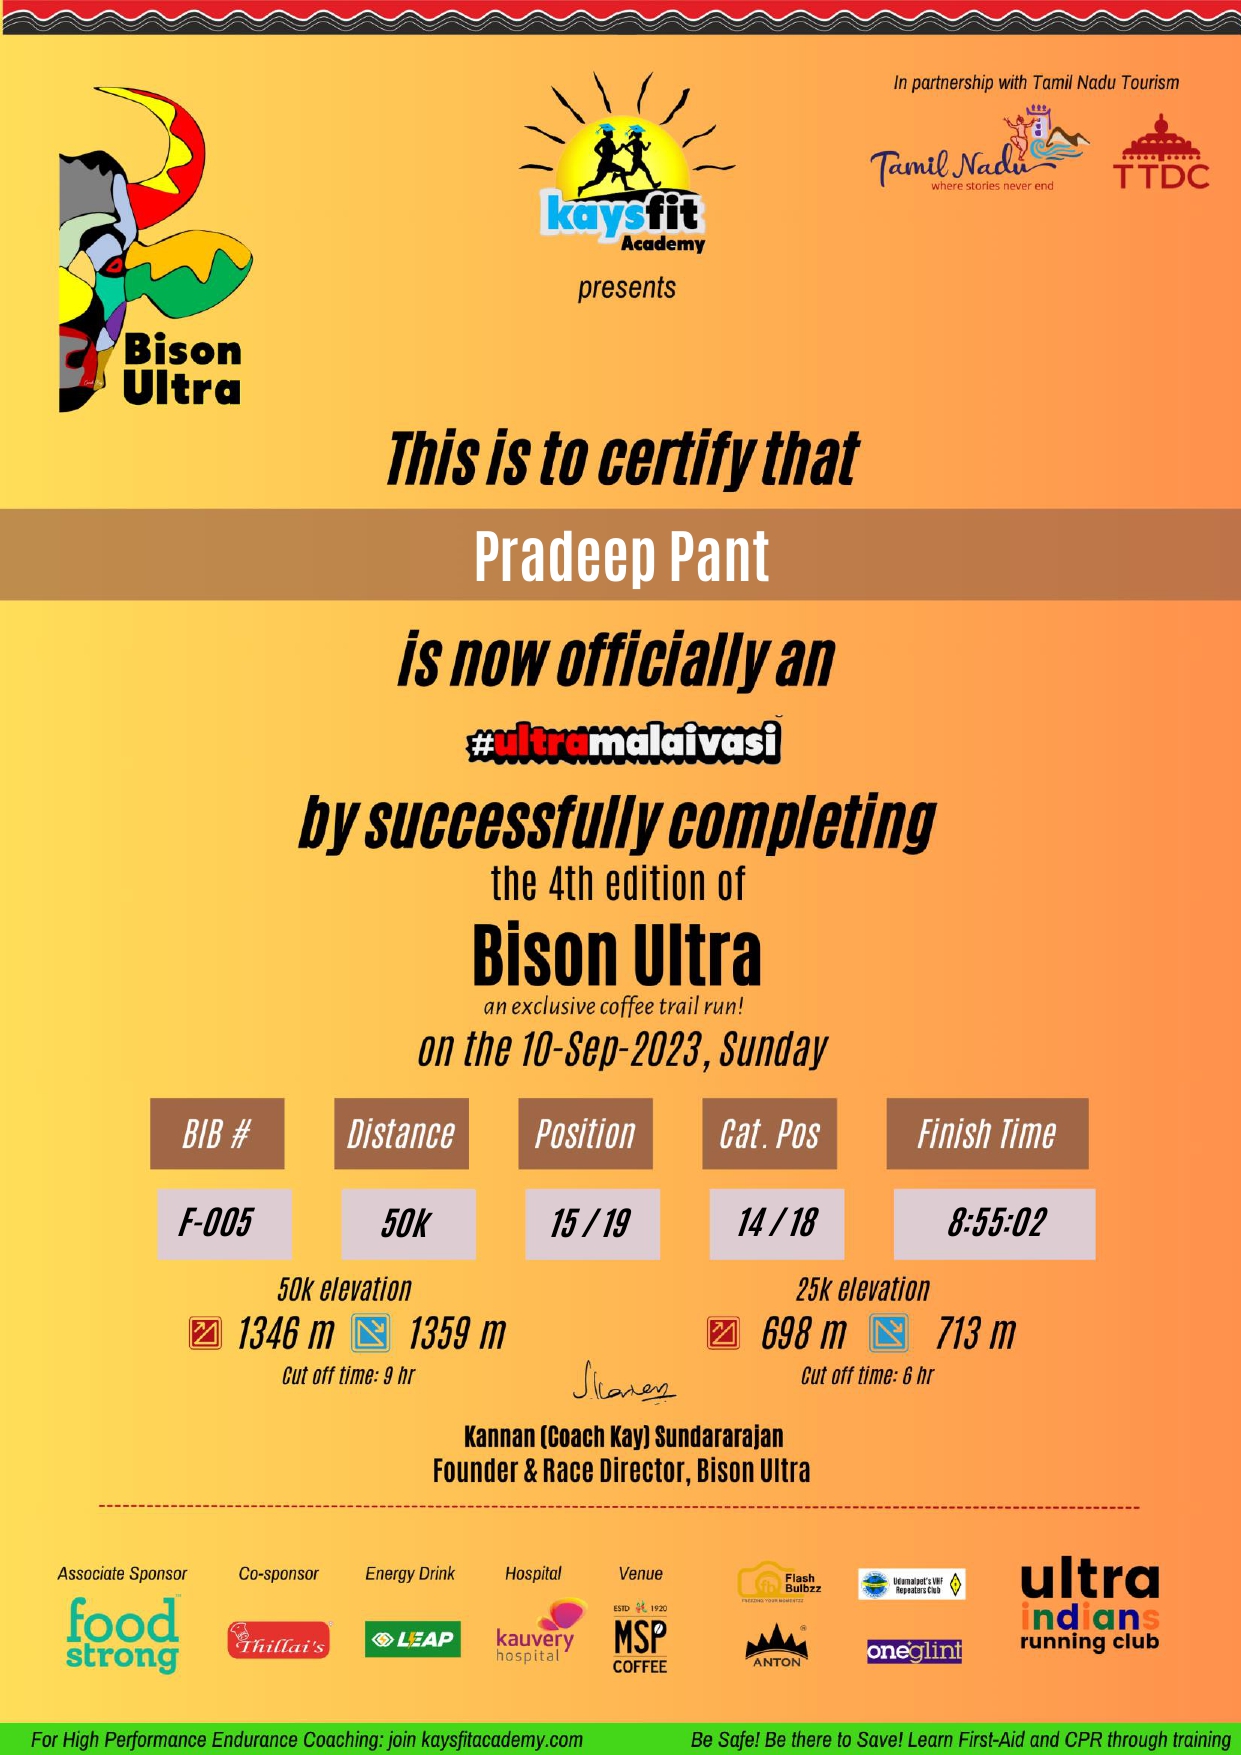 In partnership with Tamil Nadu Tourism
Tamil Nadu
where stories never end
TTDC
kaysfit
Academy
presents
Bison
Ultra
This is to certify that
Pradeep Pant
is now officially an
#ultramalaivasi
by successfully completing
the 4th edition of
Bison Ultra
an exclusive coffee trail run!
on the 10-Sep-2023, Sunday
BIB # Distance Position Cat. Pos Finish Time
F-005 50k 15 / 19 14 / 18 8:55:02
50k elevation 25k elevation
1346 m 1359 m 698 m 713 m
Cut off time: 9 hr Cut off time: 6 hr
Kannan (Coach Kay) Sundararajan
Founder & Race Director, Bison Ultra
Associate Sponsor Co-sponsor Energy Drink Hospital Venue
food
strong
Thillai's
LEAP
kauvery
hospital
ESTD 1920
MSP
COFFEE
Flash
Bulbzz
FREEZING YOUR MOMENTZZ
ANTON
Udumalpet's VHF
Repeaters Club
oneglint
ultra
indians
running club
For High Performance Endurance Coaching: join kaysfitacademy.com Be Safe! Be there to Save! Learn First-Aid and CPR through training